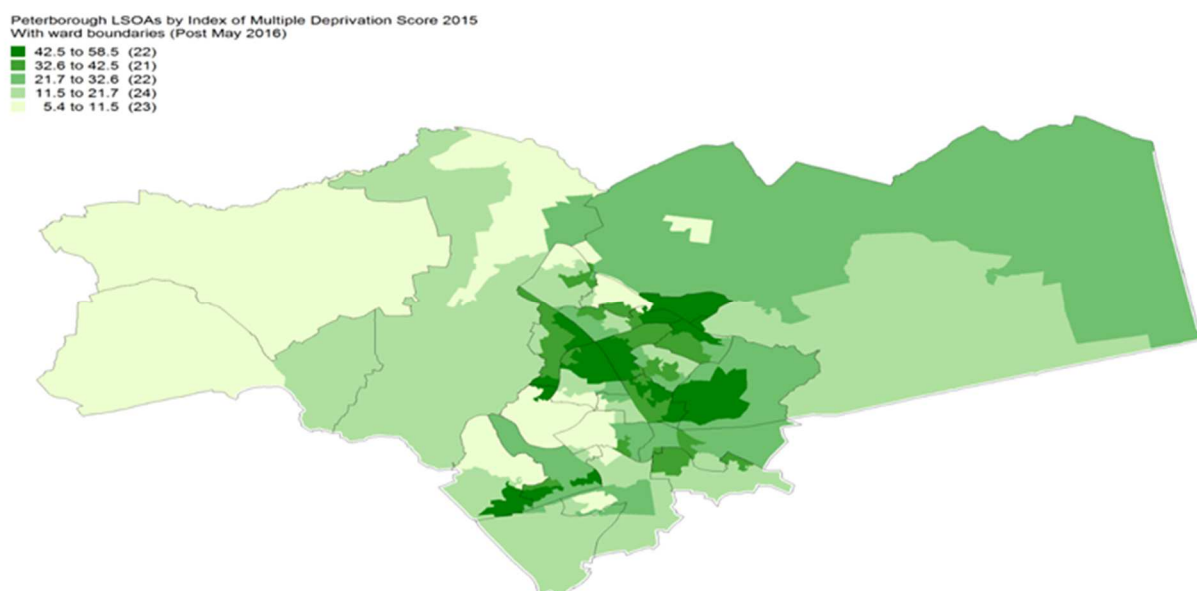 Peterborough LSOAs by Index of Multiple Deprivation Score 2015
With ward boundaries (Post May 2016)
42.5 to 58.5 (22)
32.6 to 42.5 (21)
21.7 to 32.6 (22)
11.5 to 21.7 (24)
5.4 to 11.5 (23)